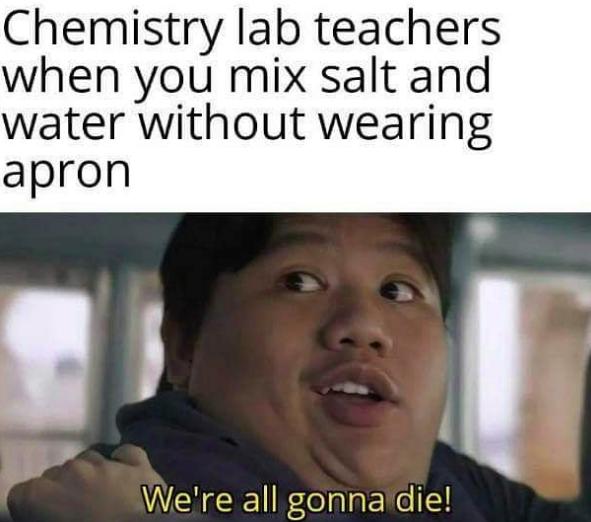 Chemistry lab teachers
when you mix salt and
water without wearing
apron
We're all gonna die!